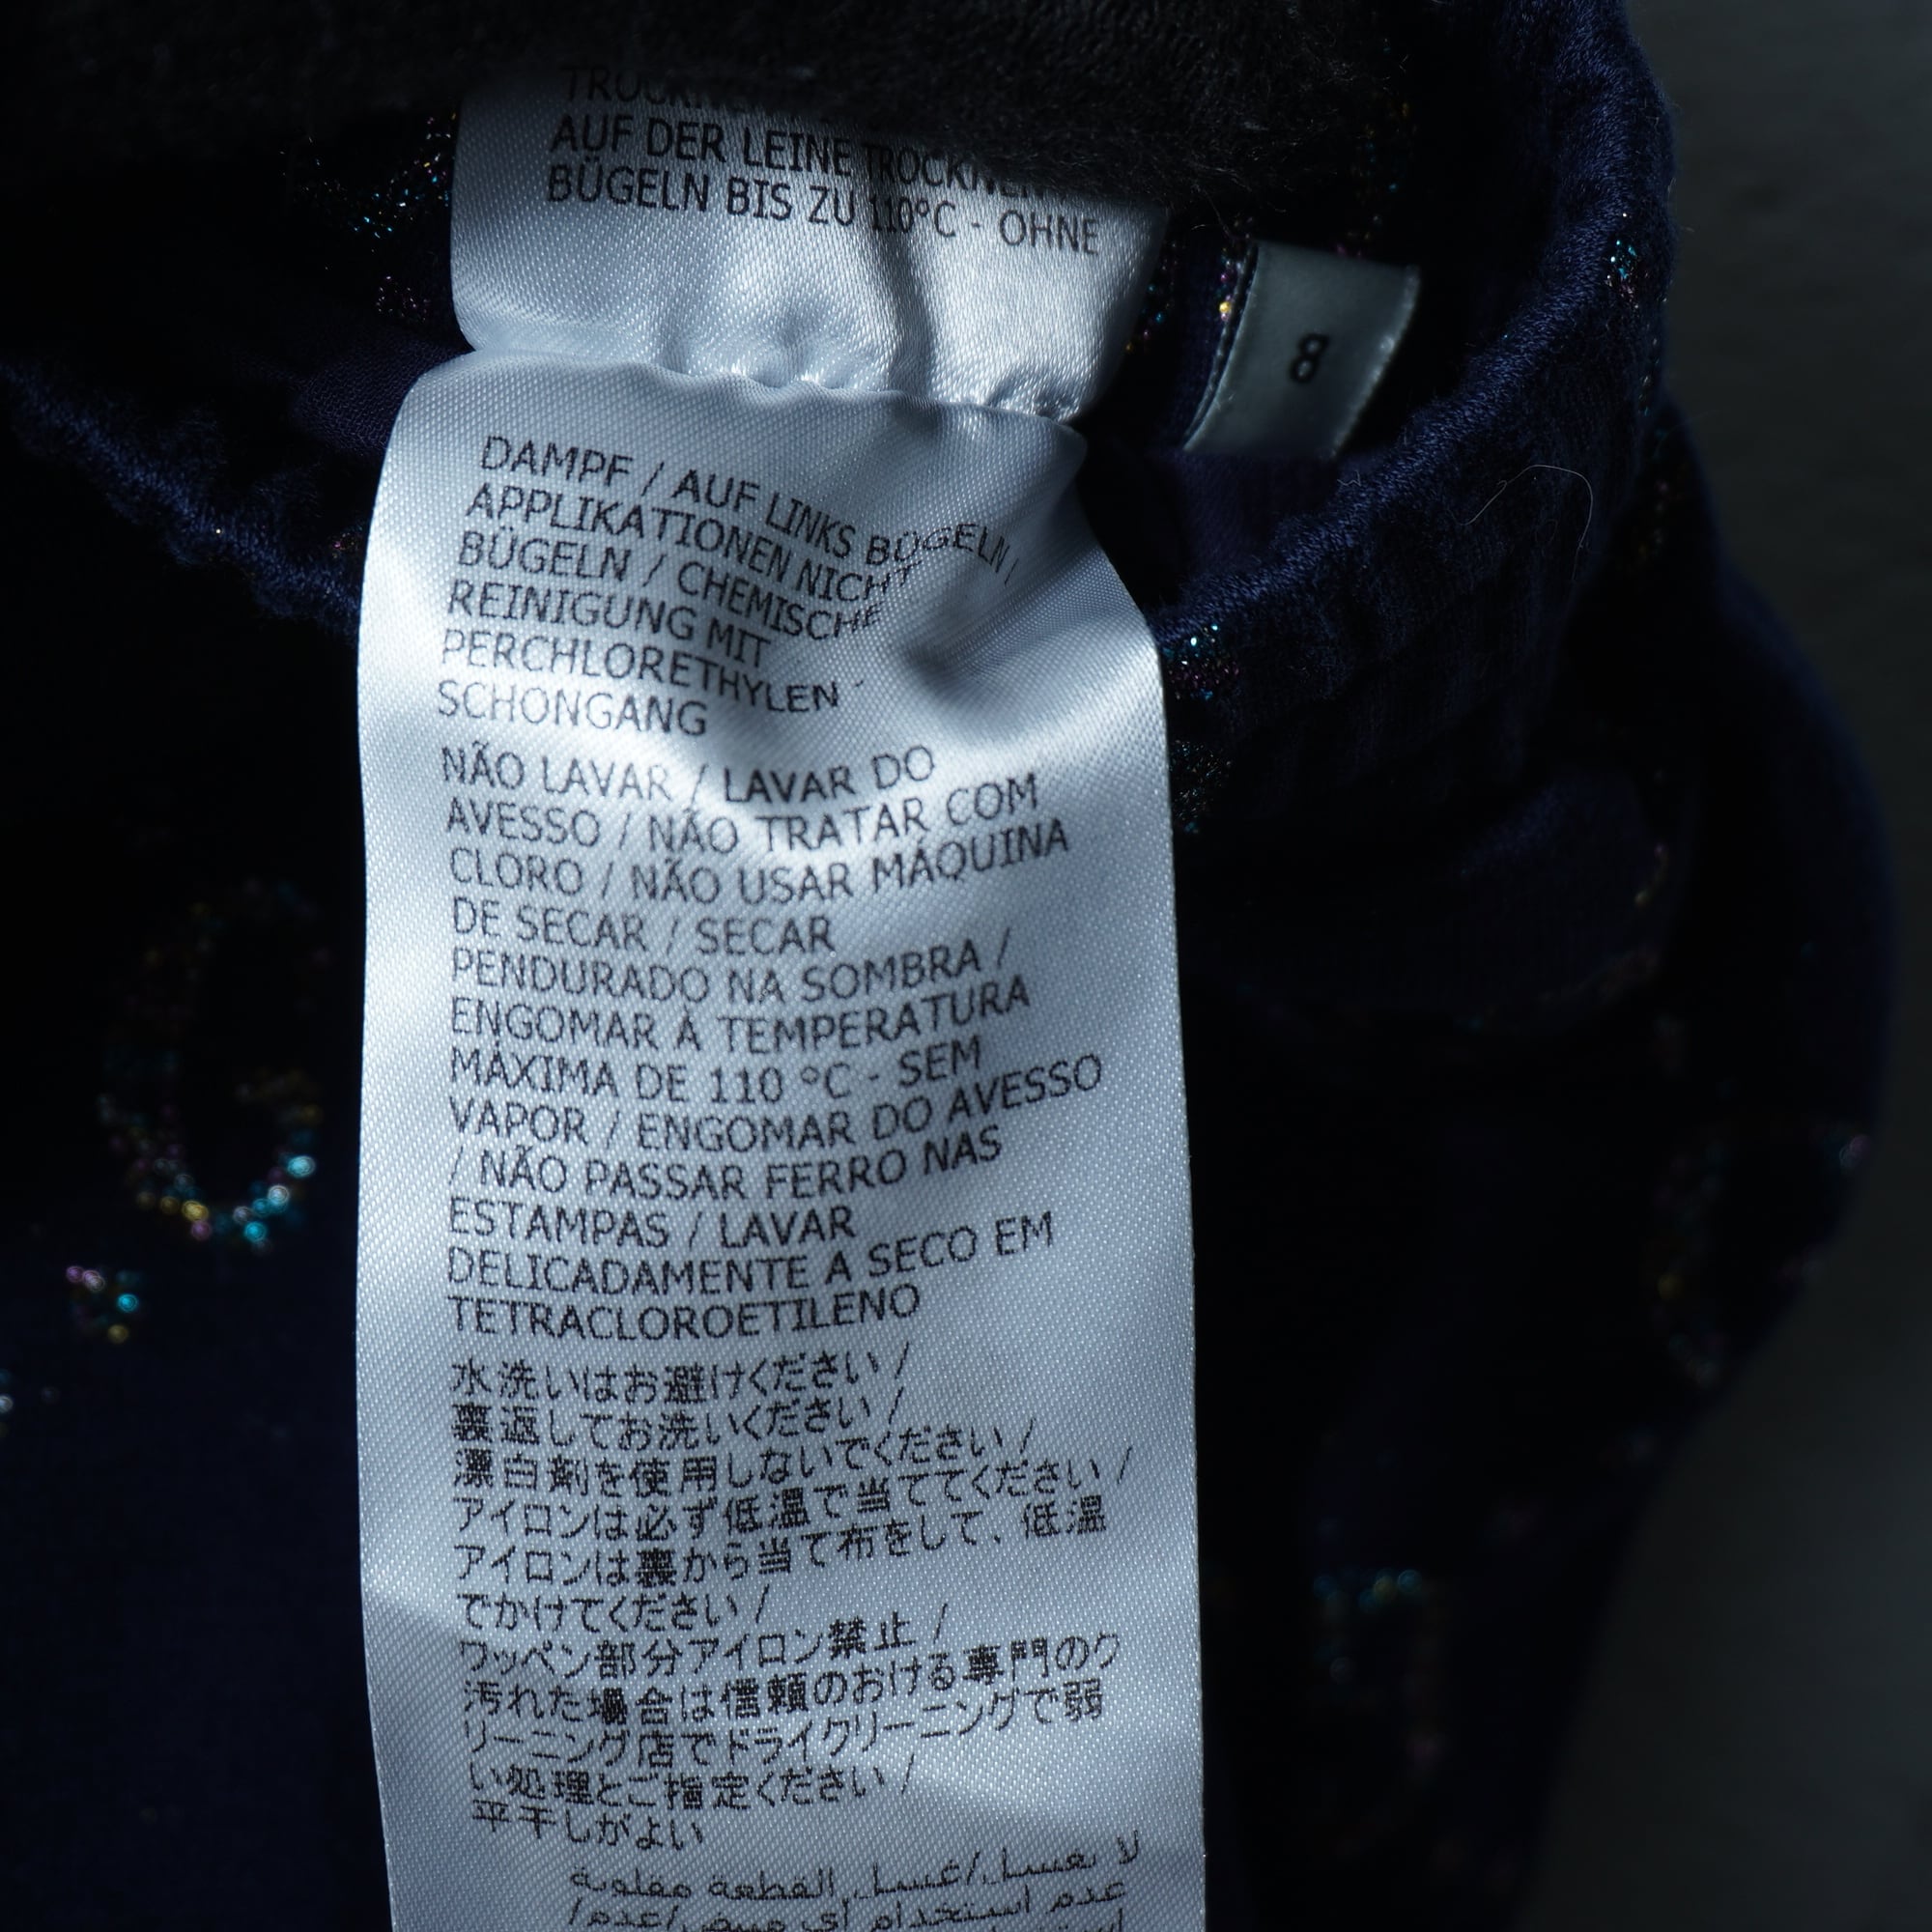 AUF DER LEINE TROCKNEN
BÜGELN BIS ZU 110°C - OHNE
8
DAMPF / AUF LINKS BÜGELN /
APPLIKATIONEN NICHT
BÜGELN / CHEMISCHE
REINIGUNG MIT
PERCHLORETHYLEN -
SCHONGANG
NÃO LAVAR / LAVAR DO
AVESSO / NÃO TRATAR COM
CLORO / NÃO USAR MÁQUINA
DE SECAR / SECAR
PENDURADO NA SOMBRA /
ENGOMAR À TEMPERATURA
MÁXIMA DE 110 °C - SEM
VAPOR / ENGOMAR DO AVESSO
/ NÃO PASSAR FERRO NAS
ESTAMPAS / LAVAR
DELICADAMENTE A SECO EM
TETRACLOROETILENO
水洗いはお避けください /
裏返してお洗いください /
漂白剤を使用しないでください /
アイロンは必ず低温で当ててください /
アイロンは裏から当て布をして、低温
でかけてください /
ワッペン部分アイロン禁止 /
汚れた場合は信頼のおける専門のク
リーニング店でドライクリーニングで弱
い処理とご指定ください /
平干しがよい
لا يغسل/غسل القطعة مقلوبة
عدم استخدام أي مبيض/عدم/